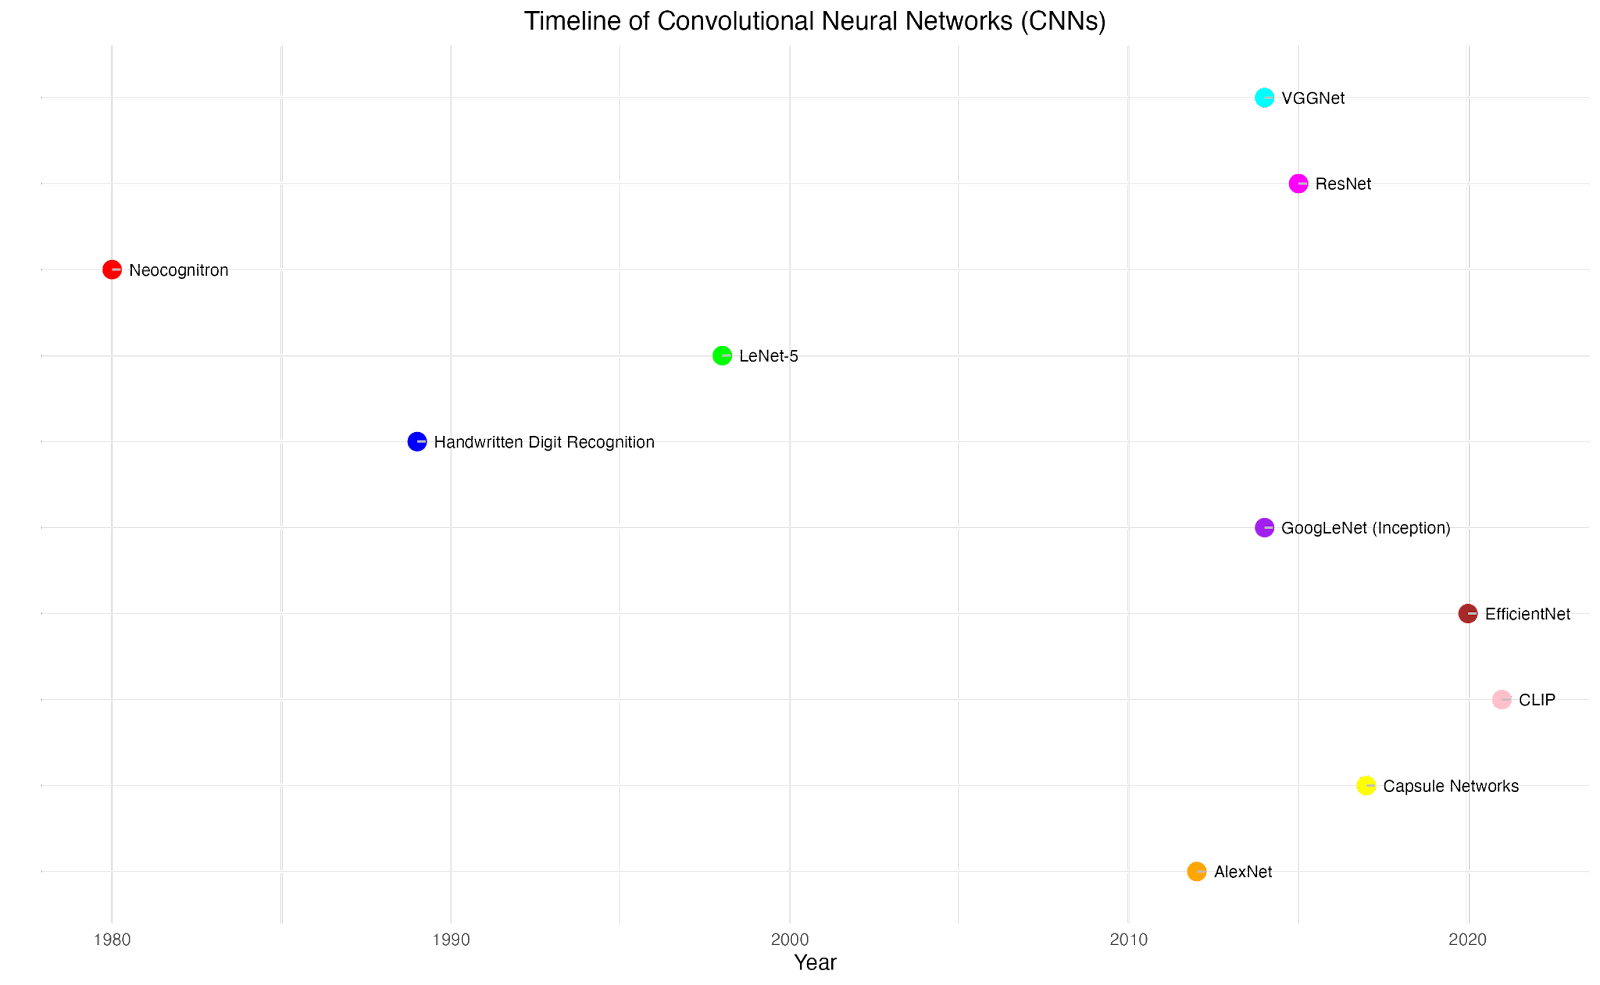 Timeline of Convolutional Neural Networks (CNNs)
VGGNet
ResNet
Neocognitron
LeNet-5
Handwritten Digit Recognition
GoogLeNet (Inception)
EfficientNet
CLIP
Capsule Networks
AlexNet
1980 1990 2000 2010 2020
Year